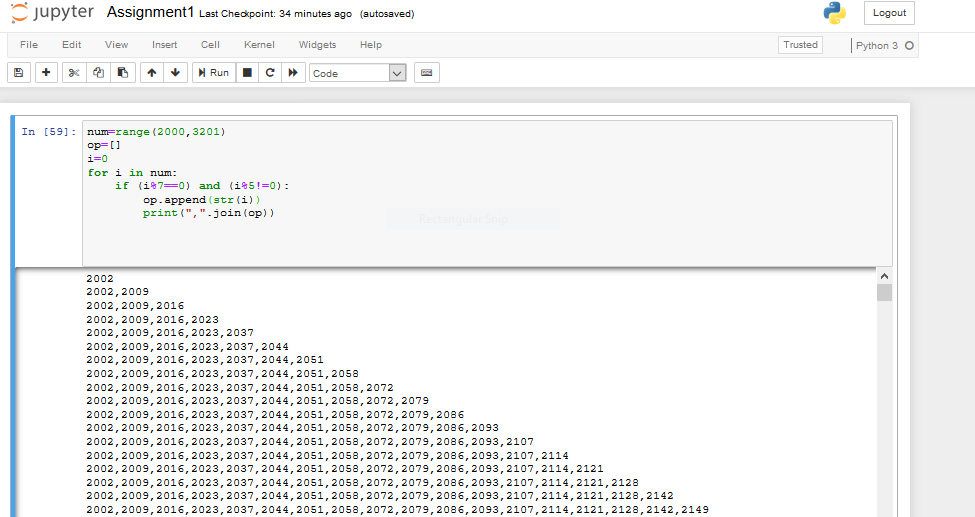 jupyter Assignment1 Last Checkpoint: 34 minutes ago (autosaved) Logout
File Edit View Insert Cell Kernel Widgets Help Trusted Python 3
Run Code
In [59]: num=range(2000,3201)
op=[]
i=0
for i in num:
    if (i%7==0) and (i%5!=0):
        op.append(str(i))
        print(",".join(op))
Rectangular Snip
2002
2002,2009
2002,2009,2016
2002,2009,2016,2023
2002,2009,2016,2023,2037
2002,2009,2016,2023,2037,2044
2002,2009,2016,2023,2037,2044,2051
2002,2009,2016,2023,2037,2044,2051,2058
2002,2009,2016,2023,2037,2044,2051,2058,2072
2002,2009,2016,2023,2037,2044,2051,2058,2072,2079
2002,2009,2016,2023,2037,2044,2051,2058,2072,2079,2086
2002,2009,2016,2023,2037,2044,2051,2058,2072,2079,2086,2093
2002,2009,2016,2023,2037,2044,2051,2058,2072,2079,2086,2093,2107
2002,2009,2016,2023,2037,2044,2051,2058,2072,2079,2086,2093,2107,2114
2002,2009,2016,2023,2037,2044,2051,2058,2072,2079,2086,2093,2107,2114,2121
2002,2009,2016,2023,2037,2044,2051,2058,2072,2079,2086,2093,2107,2114,2121,2128
2002,2009,2016,2023,2037,2044,2051,2058,2072,2079,2086,2093,2107,2114,2121,2128,2142
2002,2009,2016,2023,2037,2044,2051,2058,2072,2079,2086,2093,2107,2114,2121,2128,2142,2149